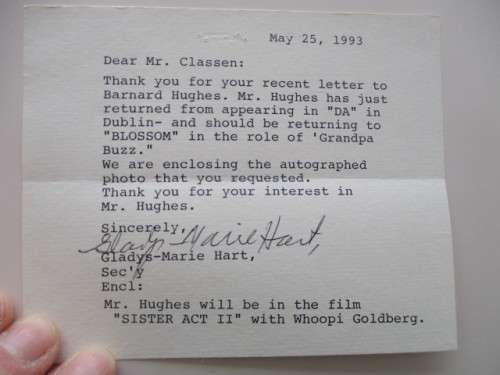 May 25, 1993
Dear Mr. Classen:
Thank you for your recent letter to
Barnard Hughes. Mr. Hughes has just
returned from appearing in "DA" in
Dublin- and should be returning to
"BLOSSOM" in the role of 'Grandpa
Buzz."
We are enclosing the autographed
photo that you requested.
Thank you for your interest in
Mr. Hughes.
Sincerely,
Gladys-Marie Hart,
Gladys-Marie Hart,
Sec'y
Encl:
Mr. Hughes will be in the film
"SISTER ACT II" with Whoopi Goldberg.